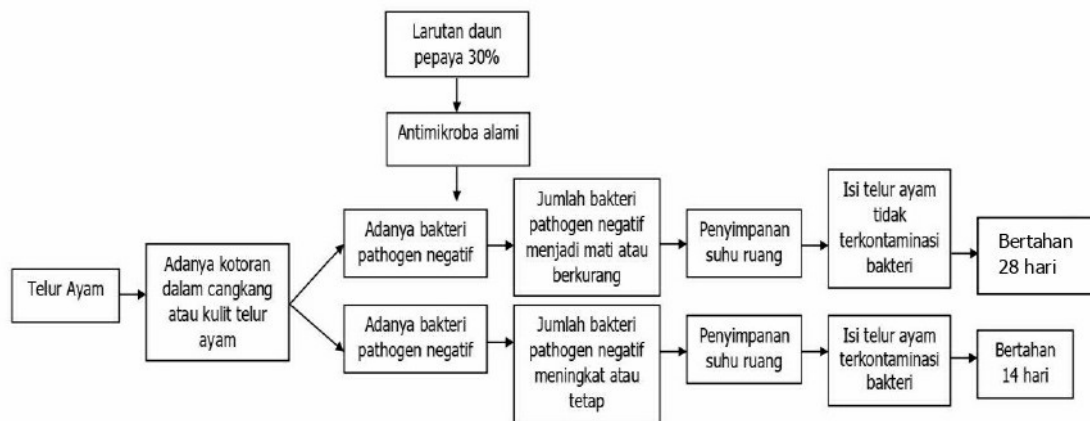 Larutan daun
pepaya 30%
Antimikroba alami
Telur Ayam
Adanya kotoran
dalam cangkang
atau kulit telur
ayam
Adanya bakteri
pathogen negatif
Jumlah bakteri
pathogen negatif
menjadi mati atau
berkurang
Penyimpanan
suhu ruang
Isi telur ayam
tidak
terkontaminasi
bakteri
Bertahan
28 hari
Adanya bakteri
pathogen negatif
Jumlah bakteri
pathogen negatif
meningkat atau
tetap
Penyimpanan
suhu ruang
Isi telur ayam
terkontaminasi
bakteri
Bertahan
14 hari